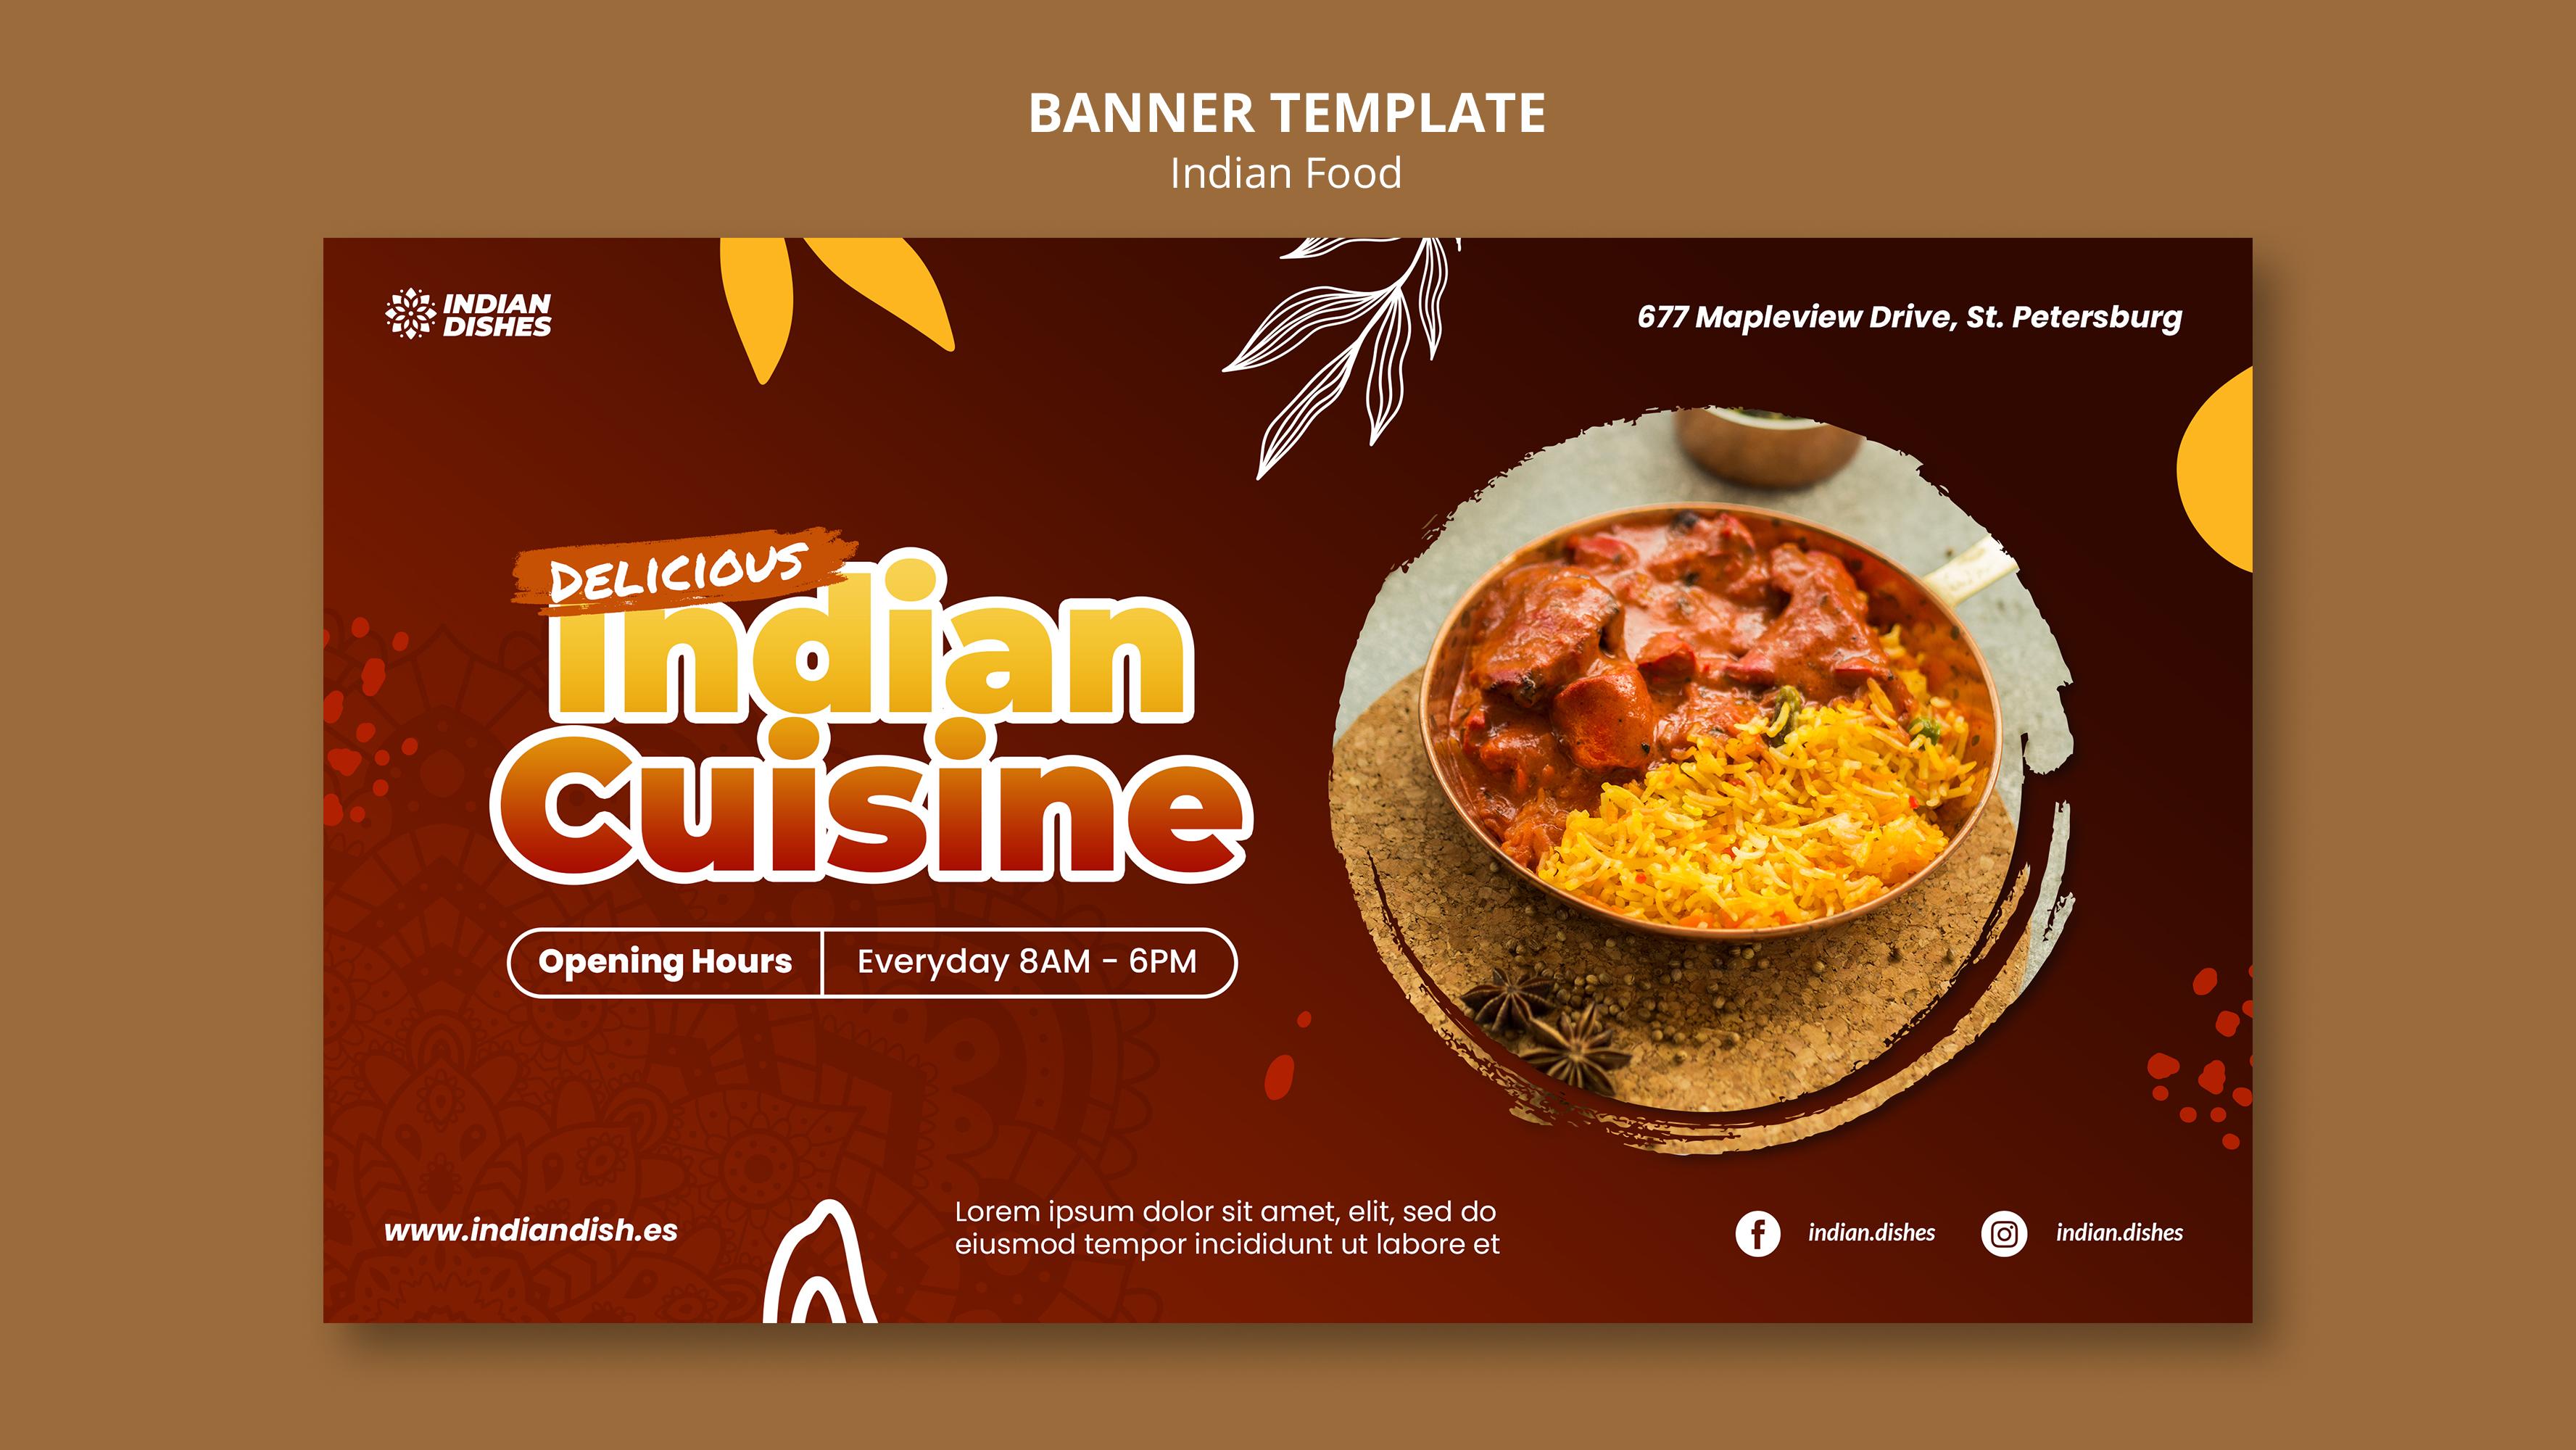 BANNER TEMPLATE
Indian Food
INDIAN
DISHES
677 Mapleview Drive, St. Petersburg
DELICIOUS
Indian
Cuisine
Opening Hours
Everyday 8AM - 6PM
www.indiandish.es
Lorem ipsum dolor sit amet, elit, sed do
eiusmod tempor incididunt ut labore et
indian.dishes
indian.dishes